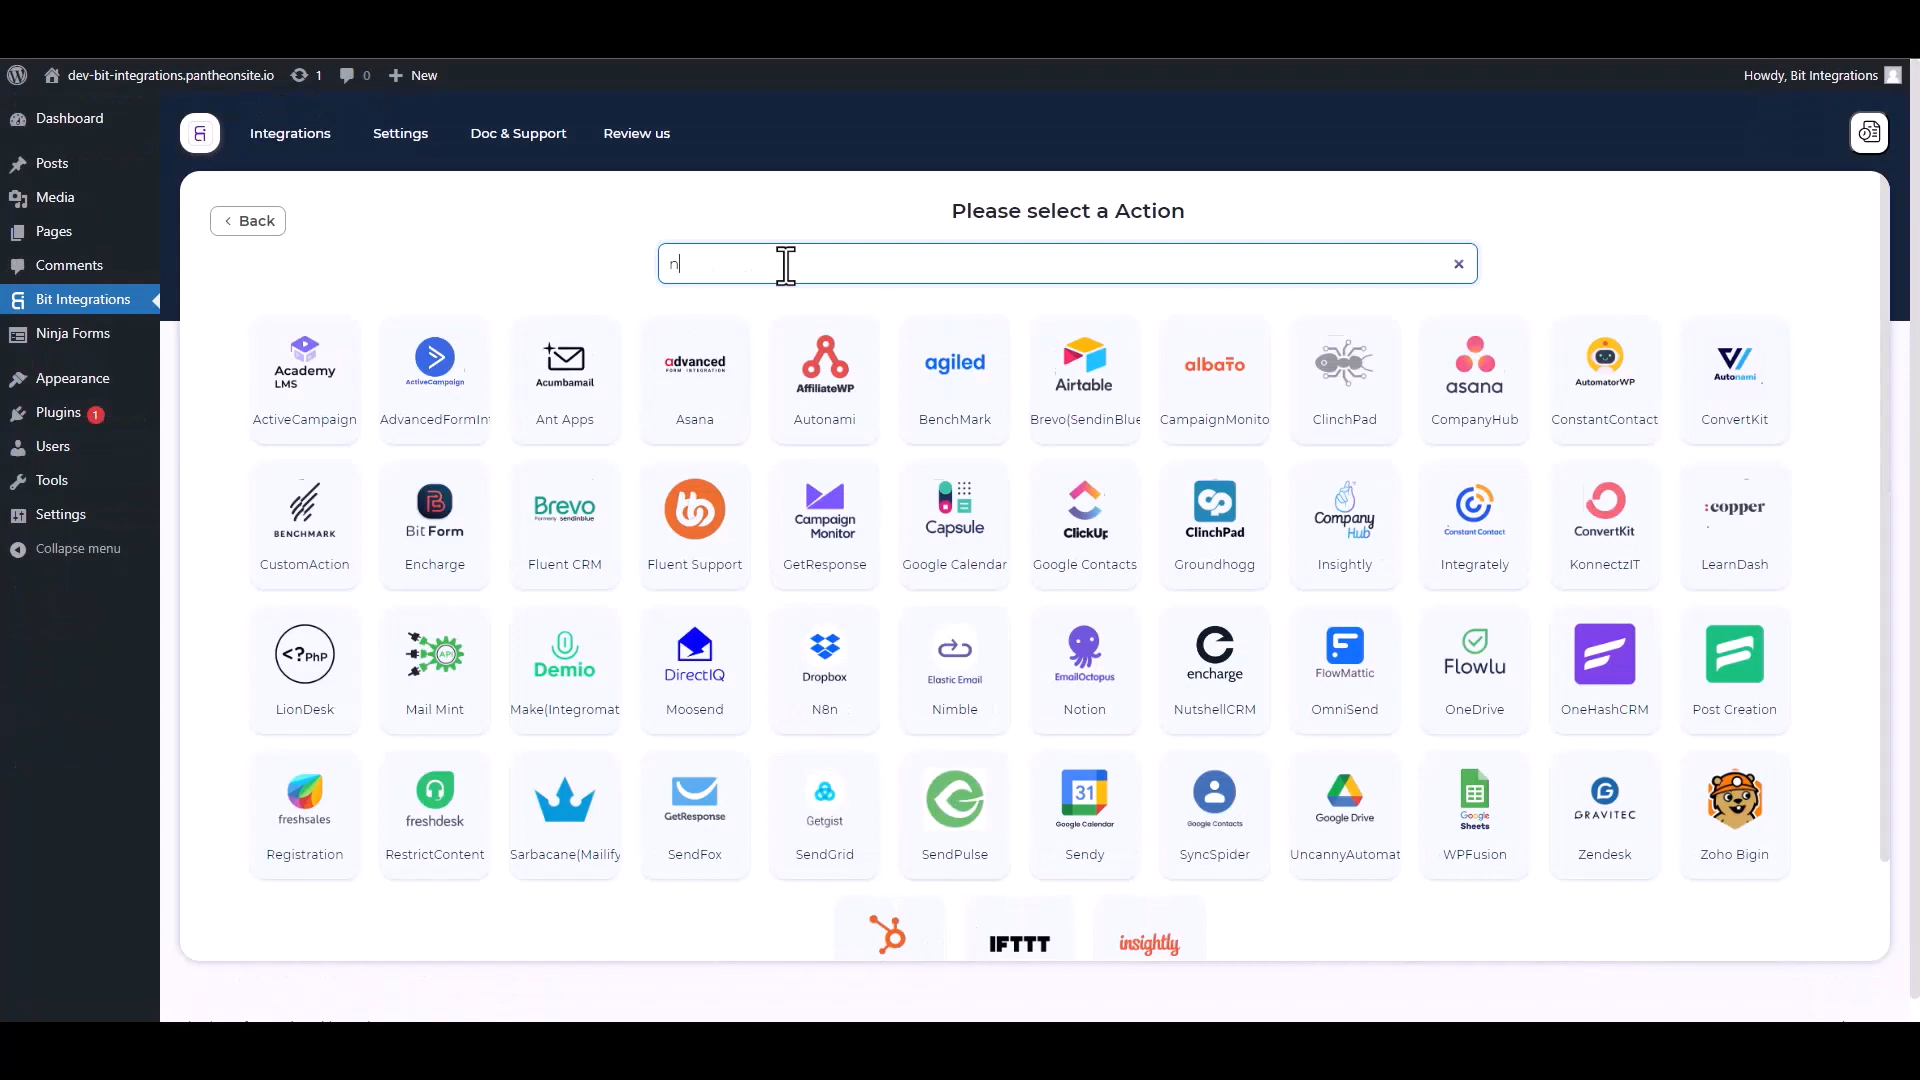 dev-bit-integrations.pantheonsite.io 1 0 New Howdy, Bit Integrations
Dashboard
Posts
Media
Pages
Comments
Bit Integrations
Ninja Forms
Appearance
Plugins 1
Users
Tools
Settings
Collapse menu
Integrations Settings Doc & Support Review us
Back
Please select a Action
n
Academy LMS
ActiveCampaign
ActiveCampaign
AdvancedFormInt
Acumbamail
Ant Apps
advanced
FORM INTEGRATION
Asana
AffiliateWP
Autonami
agiled
BenchMark
Airtable
Brevo(SendinBlue
albato
CampaignMonito
ClinchPad
asana
CompanyHub
AutomatorWP
ConstantContact
Autonami
ConvertKit
BENCHMARK
CustomAction
Bit Form
Encharge
Brevo
Formerly sendinblue
Fluent CRM
Fluent Support
Campaign
Monitor
GetResponse
Capsule
Google Calendar
ClickUp
Google Contacts
ClinchPad
Groundhogg
Company
Hub
Insightly
Constant Contact
Integrately
ConvertKit
KonnectzIT
:copper
LearnDash
<?PHP
LionDesk
API
Mail Mint
Demio
Make(Integromat
DirectIQ
Moosend
Dropbox
N8n
Elastic Email
Nimble
EmailOctopus
Notion
encharge
NutshellCRM
FlowMattic
OmniSend
Flowlu
OneDrive
OneHashCRM
Post Creation
freshsales
Registration
freshdesk
RestrictContent
Sarbacane(Mailify
GetResponse
SendFox
Getgist
SendGrid
SendPulse
31
Google Calendar
Sendy
Google Contacts
SyncSpider
Google Drive
UncannyAutomat
Google
Sheets
WPFusion
GRAVITEC
Zendesk
Zoho Bigin
IFTTT
insightly